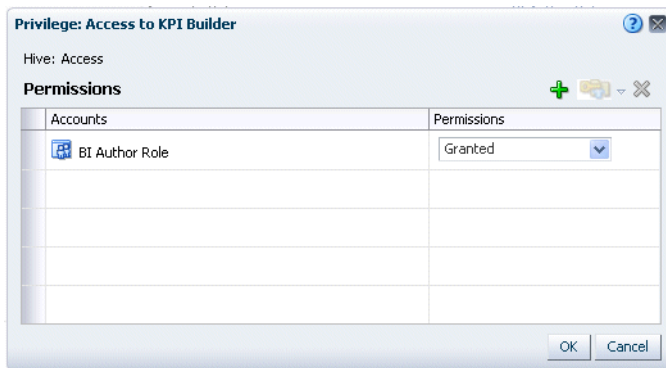 Privilege: Access to KPI Builder
Hive: Access
Permissions
Accounts Permissions
BI Author Role Granted
OK Cancel